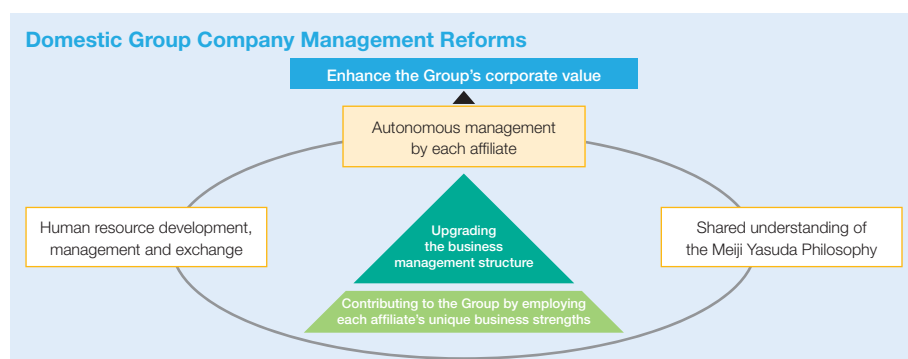 Domestic Group Company Management Reforms
Enhance the Group's corporate value
Autonomous management
by each affiliate
Human resource development,
management and exchange
Shared understanding of
the Meiji Yasuda Philosophy
Upgrading
the business
management structure
Contributing to the Group by employing
each affiliate's unique business strengths